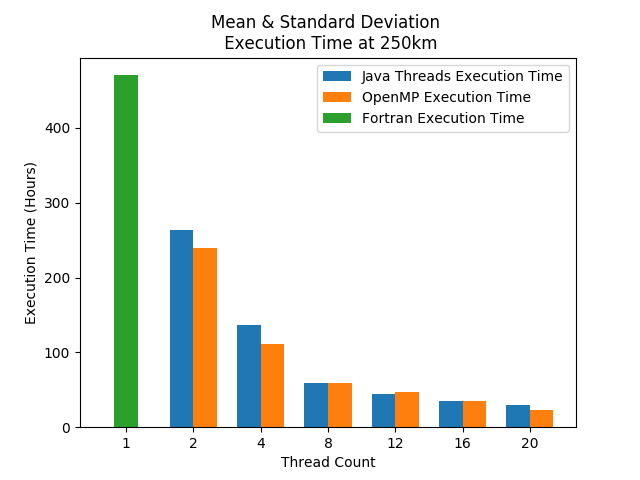 Mean & Standard Deviation
Execution Time at 250km
Java Threads Execution Time
OpenMP Execution Time
Fortran Execution Time
Execution Time (Hours)
400
300
200
100
0
1 2 4 8 12 16 20
Thread Count